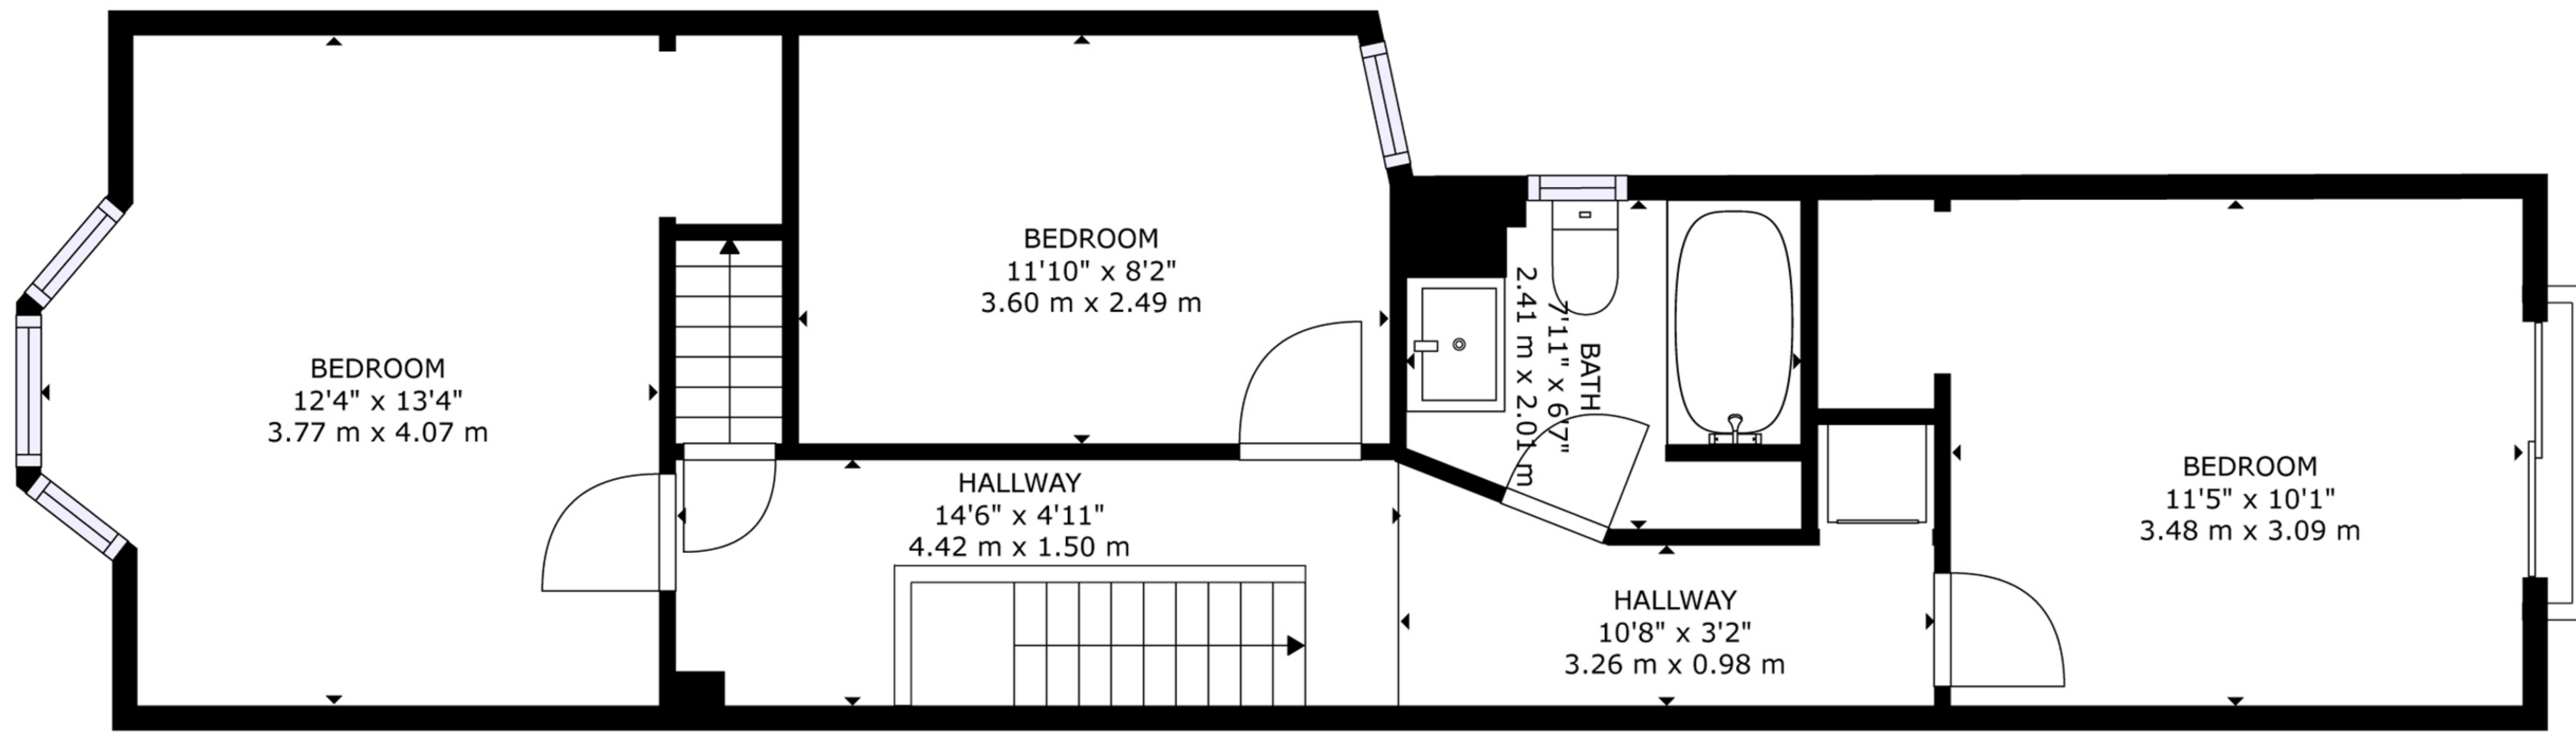 BEDROOM
12'4" x 13'4"
3.77 m x 4.07 m
BEDROOM
11'10" x 8'2"
3.60 m x 2.49 m
HALLWAY
14'6" x 4'11"
4.42 m x 1.50 m
BATH
7'11" x 6'7"
2.41 m x 2.01 m
HALLWAY
10'8" x 3'2"
3.26 m x 0.98 m
BEDROOM
11'5" x 10'1"
3.48 m x 3.09 m